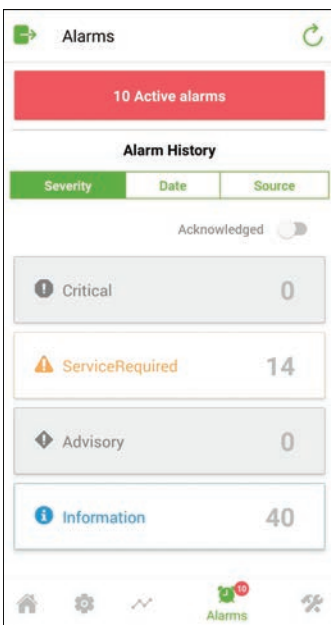 Alarms
10 Active alarms
Alarm History
Severity Date Source
Acknowledged
Critical 0
ServiceRequired 14
Advisory 0
Information 40
10
Alarms